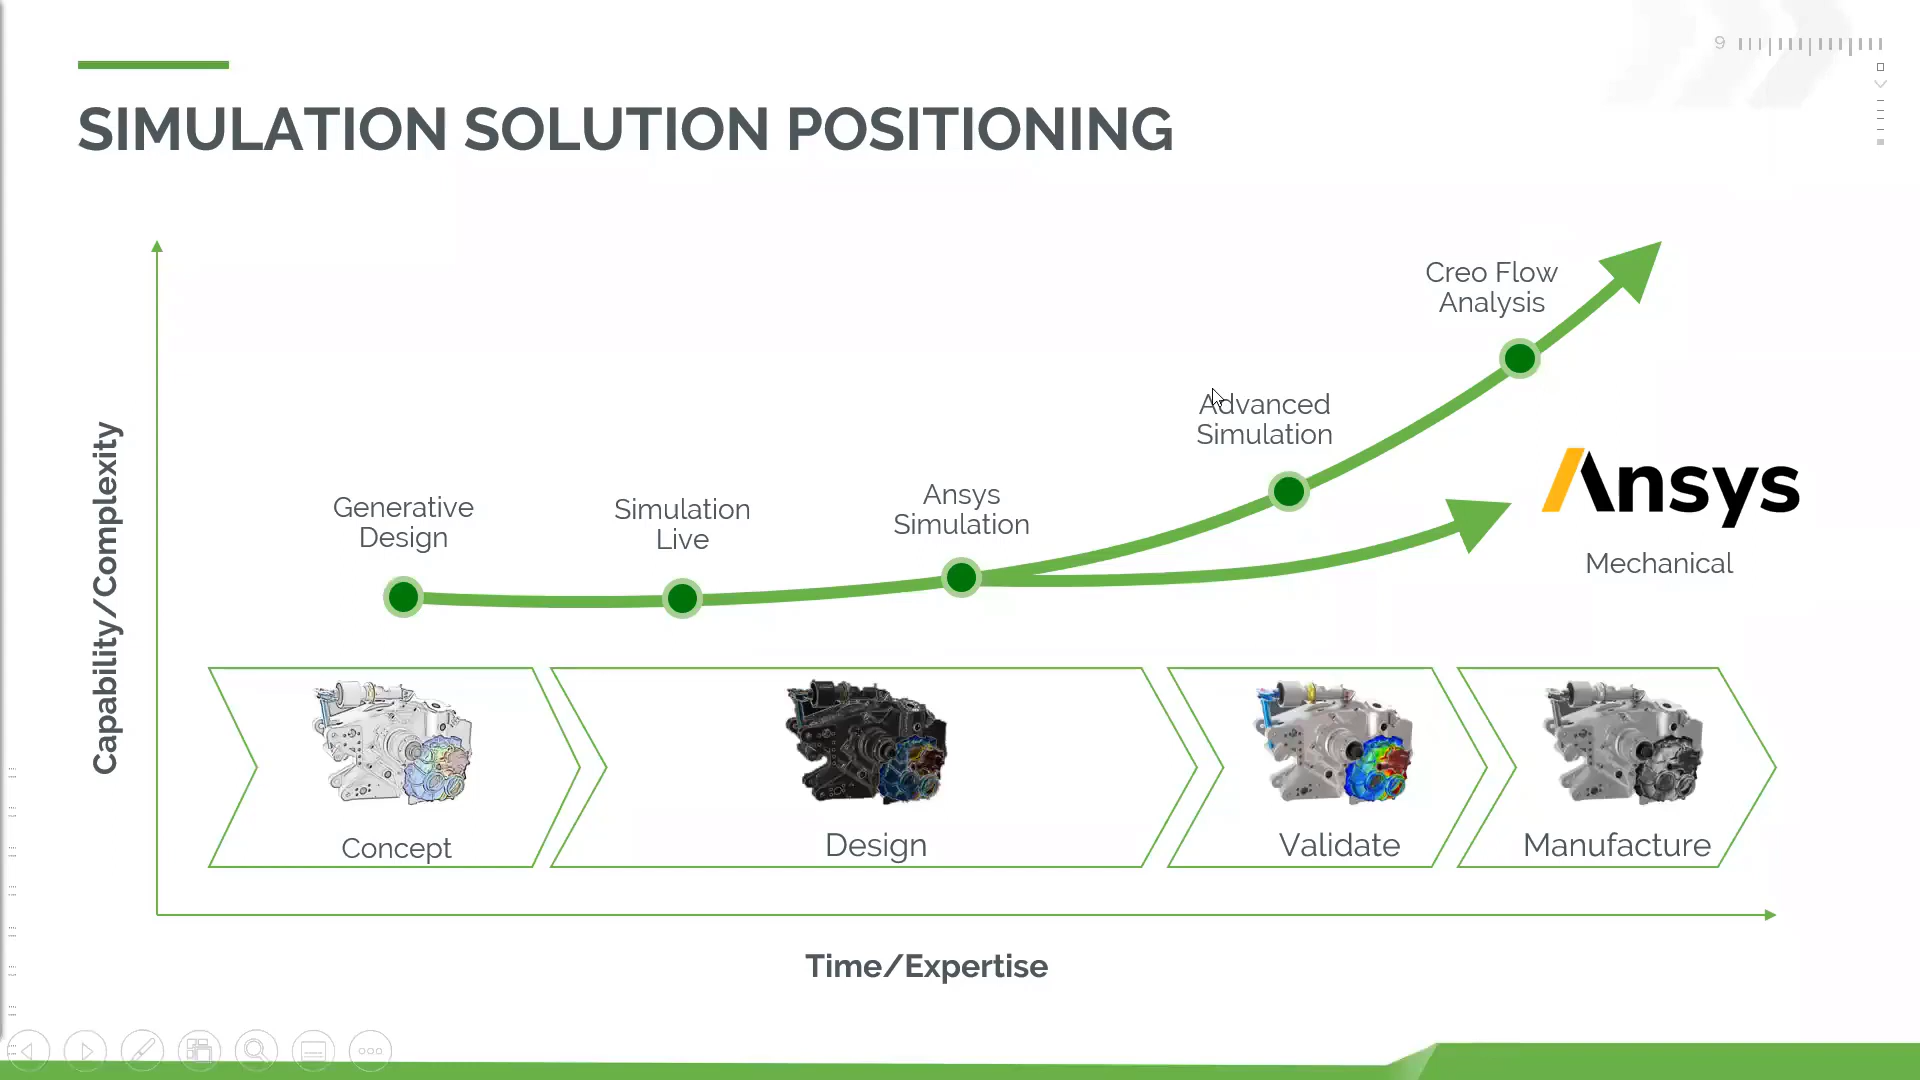 9
SIMULATION SOLUTION POSITIONING
Creo Flow
Analysis
Advanced
Simulation
Ansys
Mechanical
Generative
Design
Simulation
Live
Ansys
Simulation
Capability/Complexity
Concept
Design
Validate
Manufacture
Time/Expertise